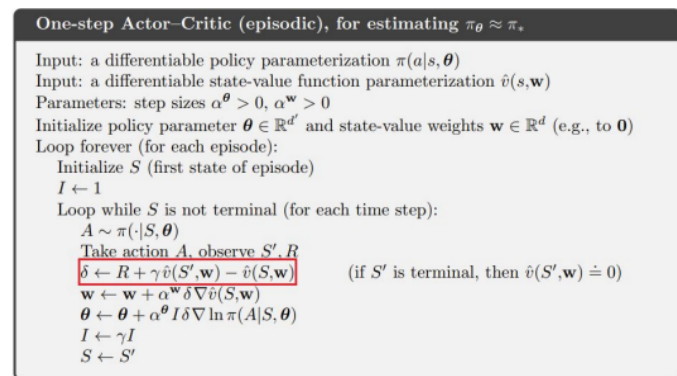 One-step Actor–Critic (episodic), for estimating π_θ ≈ π_*
Input: a differentiable policy parameterization π(a|s, θ)
Input: a differentiable state-value function parameterization v̂(s,w)
Parameters: step sizes α^θ > 0, α^w > 0
Initialize policy parameter θ ∈ ℝ^d′ and state-value weights w ∈ ℝ^d (e.g., to 0)
Loop forever (for each episode):
Initialize S (first state of episode)
I ← 1
Loop while S is not terminal (for each time step):
A ∼ π(·|S, θ)
Take action A, observe S′, R
δ ← R + γ v̂(S′,w) − v̂(S,w) (if S′ is terminal, then v̂(S′,w) ≐ 0)
w ← w + α^w δ∇v̂(S,w)
θ ← θ + α^θ I δ∇ ln π(A|S, θ)
I ← γI
S ← S′